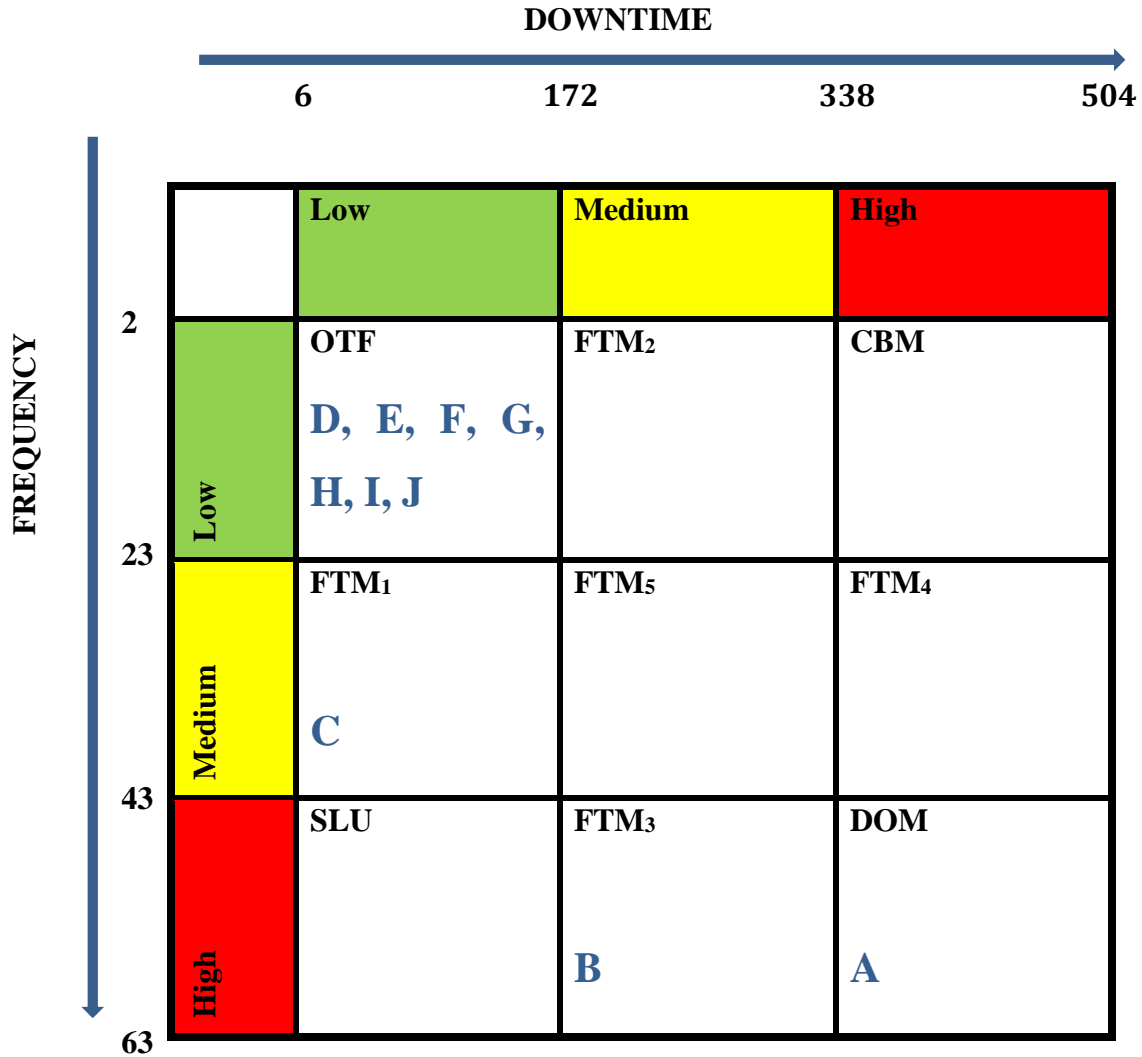 DOWNTIME
6 172 338 504
FREQUENCY
Low Medium High
2
Low
OTF FTM2 CBM
D, E, F, G,
H, I, J
23
Medium
FTM1 FTM5 FTM4
C
43
High
SLU FTM3 DOM
B A
63